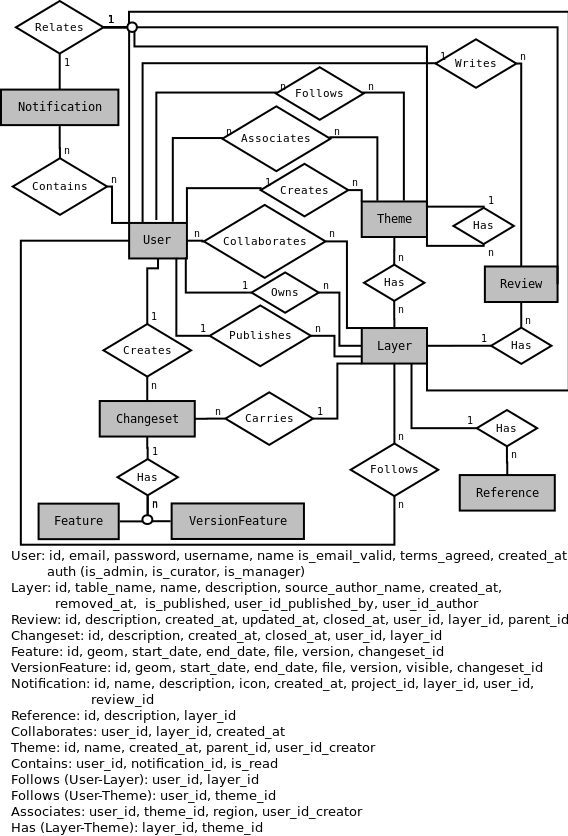 Relates
1
1
1
Writes
n
Notification
n
Follows
n
n
Associates
n
n
Contains
n
1
Creates
n
Theme
1
Has
n
User
n
Collaborates
n
n
Has
n
Review
1
Owns
n
1
Creates
n
1
Publishes
n
Layer
1
Has
n
Changeset
n
Carries
1
1
Has
n
n
Follows
n
1
Has
n
Reference
Feature
VersionFeature
User: id, email, password, username, name is_email_valid, terms_agreed, created_at
auth (is_admin, is_curator, is_manager)
Layer: id, table_name, name, description, source_author_name, created_at,
removed_at, is_published, user_id_published_by, user_id_author
Review: id, description, created_at, updated_at, closed_at, user_id, layer_id, parent_id
Changeset: id, description, created_at, closed_at, user_id, layer_id
Feature: id, geom, start_date, end_date, file, version, changeset_id
VersionFeature: id, geom, start_date, end_date, file, version, visible, changeset_id
Notification: id, name, description, icon, created_at, project_id, layer_id, user_id,
review_id
Reference: id, description, layer_id
Collaborates: user_id, layer_id, created_at
Theme: id, name, created_at, parent_id, user_id_creator
Contains: user_id, notification_id, is_read
Follows (User-Layer): user_id, layer_id
Follows (User-Theme): user_id, theme_id
Associates: user_id, theme_id, region, user_id_creator
Has (Layer-Theme): layer_id, theme_id